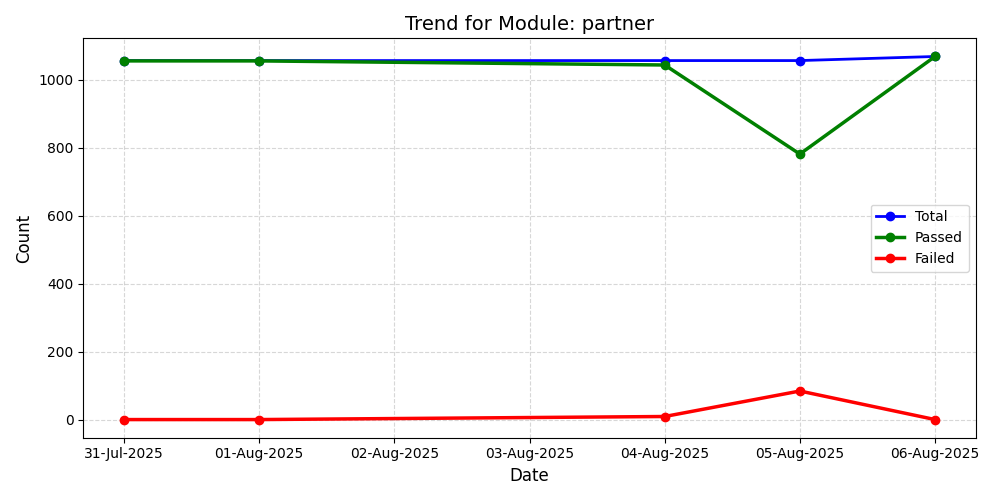 Trend for Module: partner
Count
1000
800
600
400
200
0
Total
Passed
Failed
31-Jul-2025 01-Aug-2025 02-Aug-2025 03-Aug-2025 04-Aug-2025 05-Aug-2025 06-Aug-2025
Date